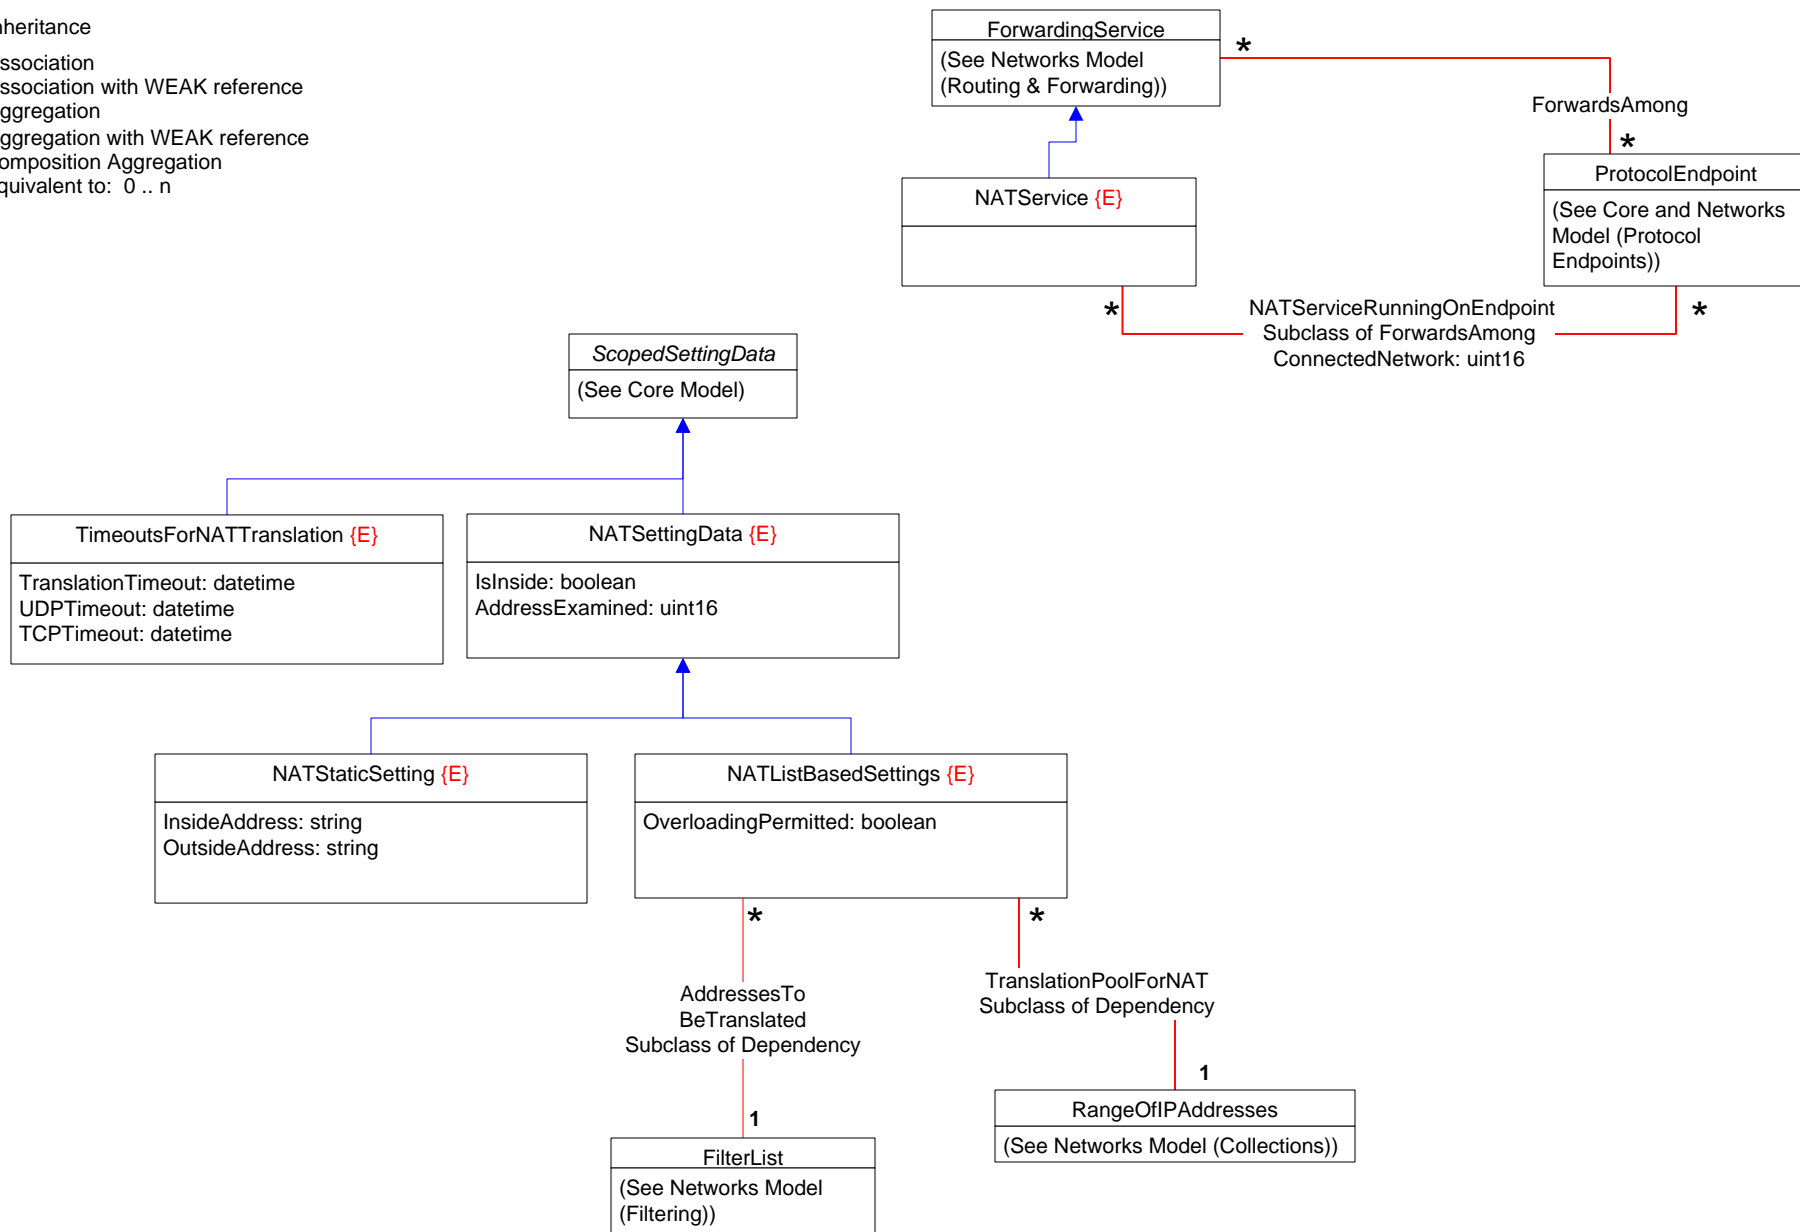 nheritance
ssociation
ssociation with WEAK reference
ggregation
ggregation with WEAK reference
omposition Aggregation
quivalent to: 0 .. n
ForwardingService
(See Networks Model
(Routing & Forwarding))
*
ForwardsAmong
*
ProtocolEndpoint
(See Core and Networks
Model (Protocol
Endpoints))
NATService {E}
*
NATServiceRunningOnEndpoint
Subclass of ForwardsAmong
ConnectedNetwork: uint16
*
ScopedSettingData
(See Core Model)
TimeoutsForNATTranslation {E}
TranslationTimeout: datetime
UDPTimeout: datetime
TCPTimeout: datetime
NATSettingData {E}
IsInside: boolean
AddressExamined: uint16
NATStaticSetting {E}
InsideAddress: string
OutsideAddress: string
NATListBasedSettings {E}
OverloadingPermitted: boolean
*
*
AddressesTo
BeTranslated
Subclass of Dependency
TranslationPoolForNAT
Subclass of Dependency
1
1
RangeOfIPAddresses
(See Networks Model (Collections))
FilterList
(See Networks Model
(Filtering))